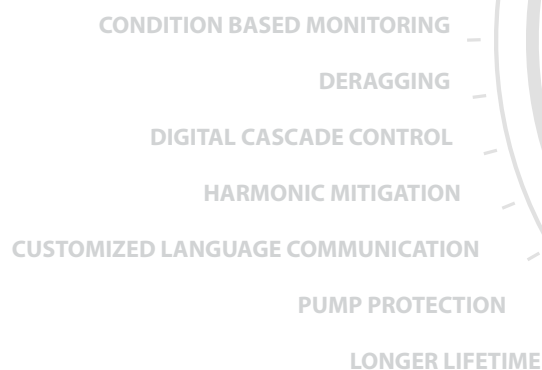 CONDITION BASED MONITORING
DERAGGING
DIGITAL CASCADE CONTROL
HARMONIC MITIGATION
CUSTOMIZED LANGUAGE COMMUNICATION
PUMP PROTECTION
LONGER LIFETIME